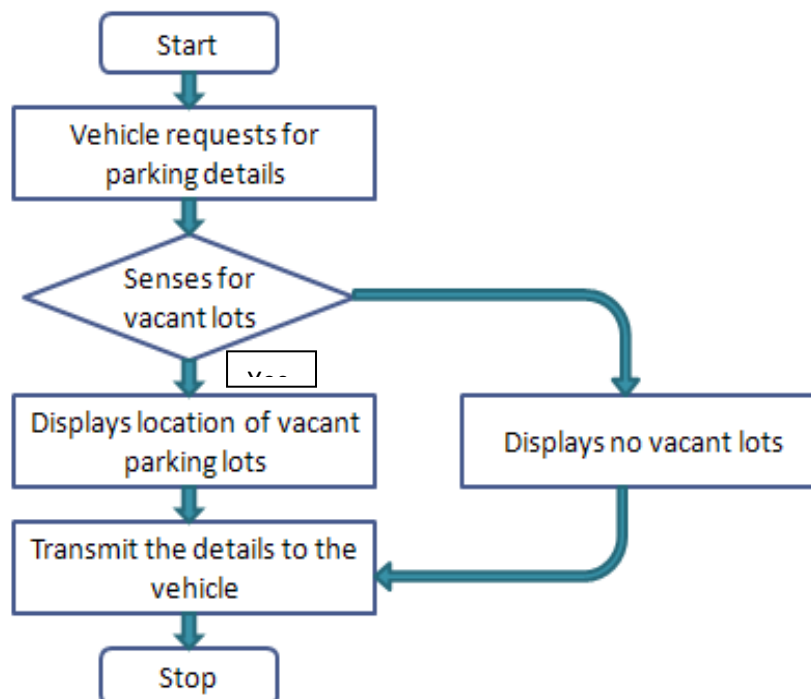 Start
Vehicle requests for
parking details
Senses for
vacant lots
Displays location of vacant
parking lots
Displays no vacant lots
Transmit the details to the
vehicle
Stop